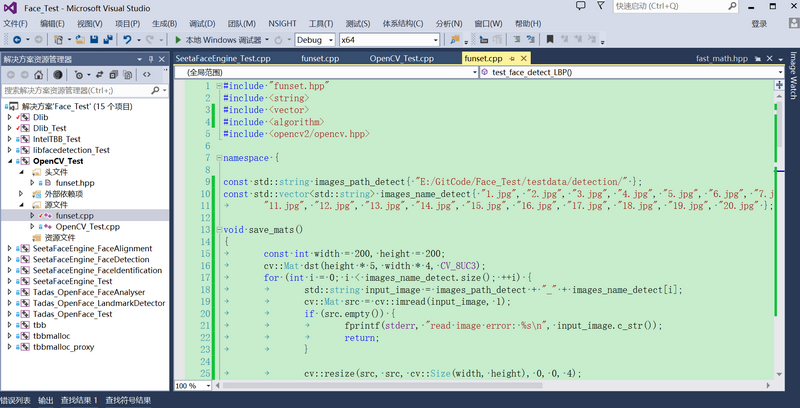 Face_Test - Microsoft Visual Studio
快速启动 (Ctrl+Q)
文件(F) 编辑(E) 视图(V) 项目(P) 生成(B) 调试(D) 团队(M) NSIGHT 工具(T) 测试(S) 体系结构(C) 分析(N) 窗口(W) 帮助(H)
登录
本地 Windows 调试器 Debug x64
解决方案资源管理器
搜索解决方案资源管理器(Ctrl+;)
解决方案'Face_Test' (15 个项目)
Dlib
Dlib_Test
IntelTBB_Test
libfacedetection_Test
OpenCV_Test
头文件
funset.hpp
外部依赖项
源文件
funset.cpp
OpenCV_Test.cpp
资源文件
SeetaFaceEngine_FaceAlignment
SeetaFaceEngine_FaceDetection
SeetaFaceEngine_FaceIdentification
SeetaFaceEngine_Test
Tadas_OpenFace_FaceAnalyser
Tadas_OpenFace_LandmarkDetector
Tadas_OpenFace_Test
tbb
tbbmalloc
tbbmalloc_proxy
SeetaFaceEngine_Test.cpp funset.cpp OpenCV_Test.cpp funset.cpp fast_math.hpp
(全局范围) test_face_detect_LBP()
1 #include "funset.hpp"
2 #include <string>
3 #include <vector>
4 #include <algorithm>
5 #include <opencv2/opencv.hpp>
6
7 namespace {
8
9 const std::string images_path_detect{ "E:/GitCode/Face_Test/testdata/detection/" };
10 const std::vector<std::string> images_name_detect{ "1.jpg", "2.jpg", "3.jpg", "4.jpg", "5.jpg", "6.jpg", "7.j
11 "11.jpg", "12.jpg", "13.jpg", "14.jpg", "15.jpg", "16.jpg", "17.jpg", "18.jpg", "19.jpg", "20.jpg" };
12
13 void save_mats()
14 {
15 const int width = 200, height = 200;
16 cv::Mat dst(height * 5, width * 4, CV_8UC3);
17 for (int i = 0; i < images_name_detect.size(); ++i) {
18 std::string input_image = images_path_detect + "_" + images_name_detect[i];
19 cv::Mat src = cv::imread(input_image, 1);
20 if (src.empty()) {
21 fprintf(stderr, "read image error: %s\n", input_image.c_str());
22 return;
23 }
24
25 cv::resize(src, src, cv::Size(width, height), 0, 0, 4);
100 %
Image Watch
错误列表 输出 查找结果 1 查找符号结果